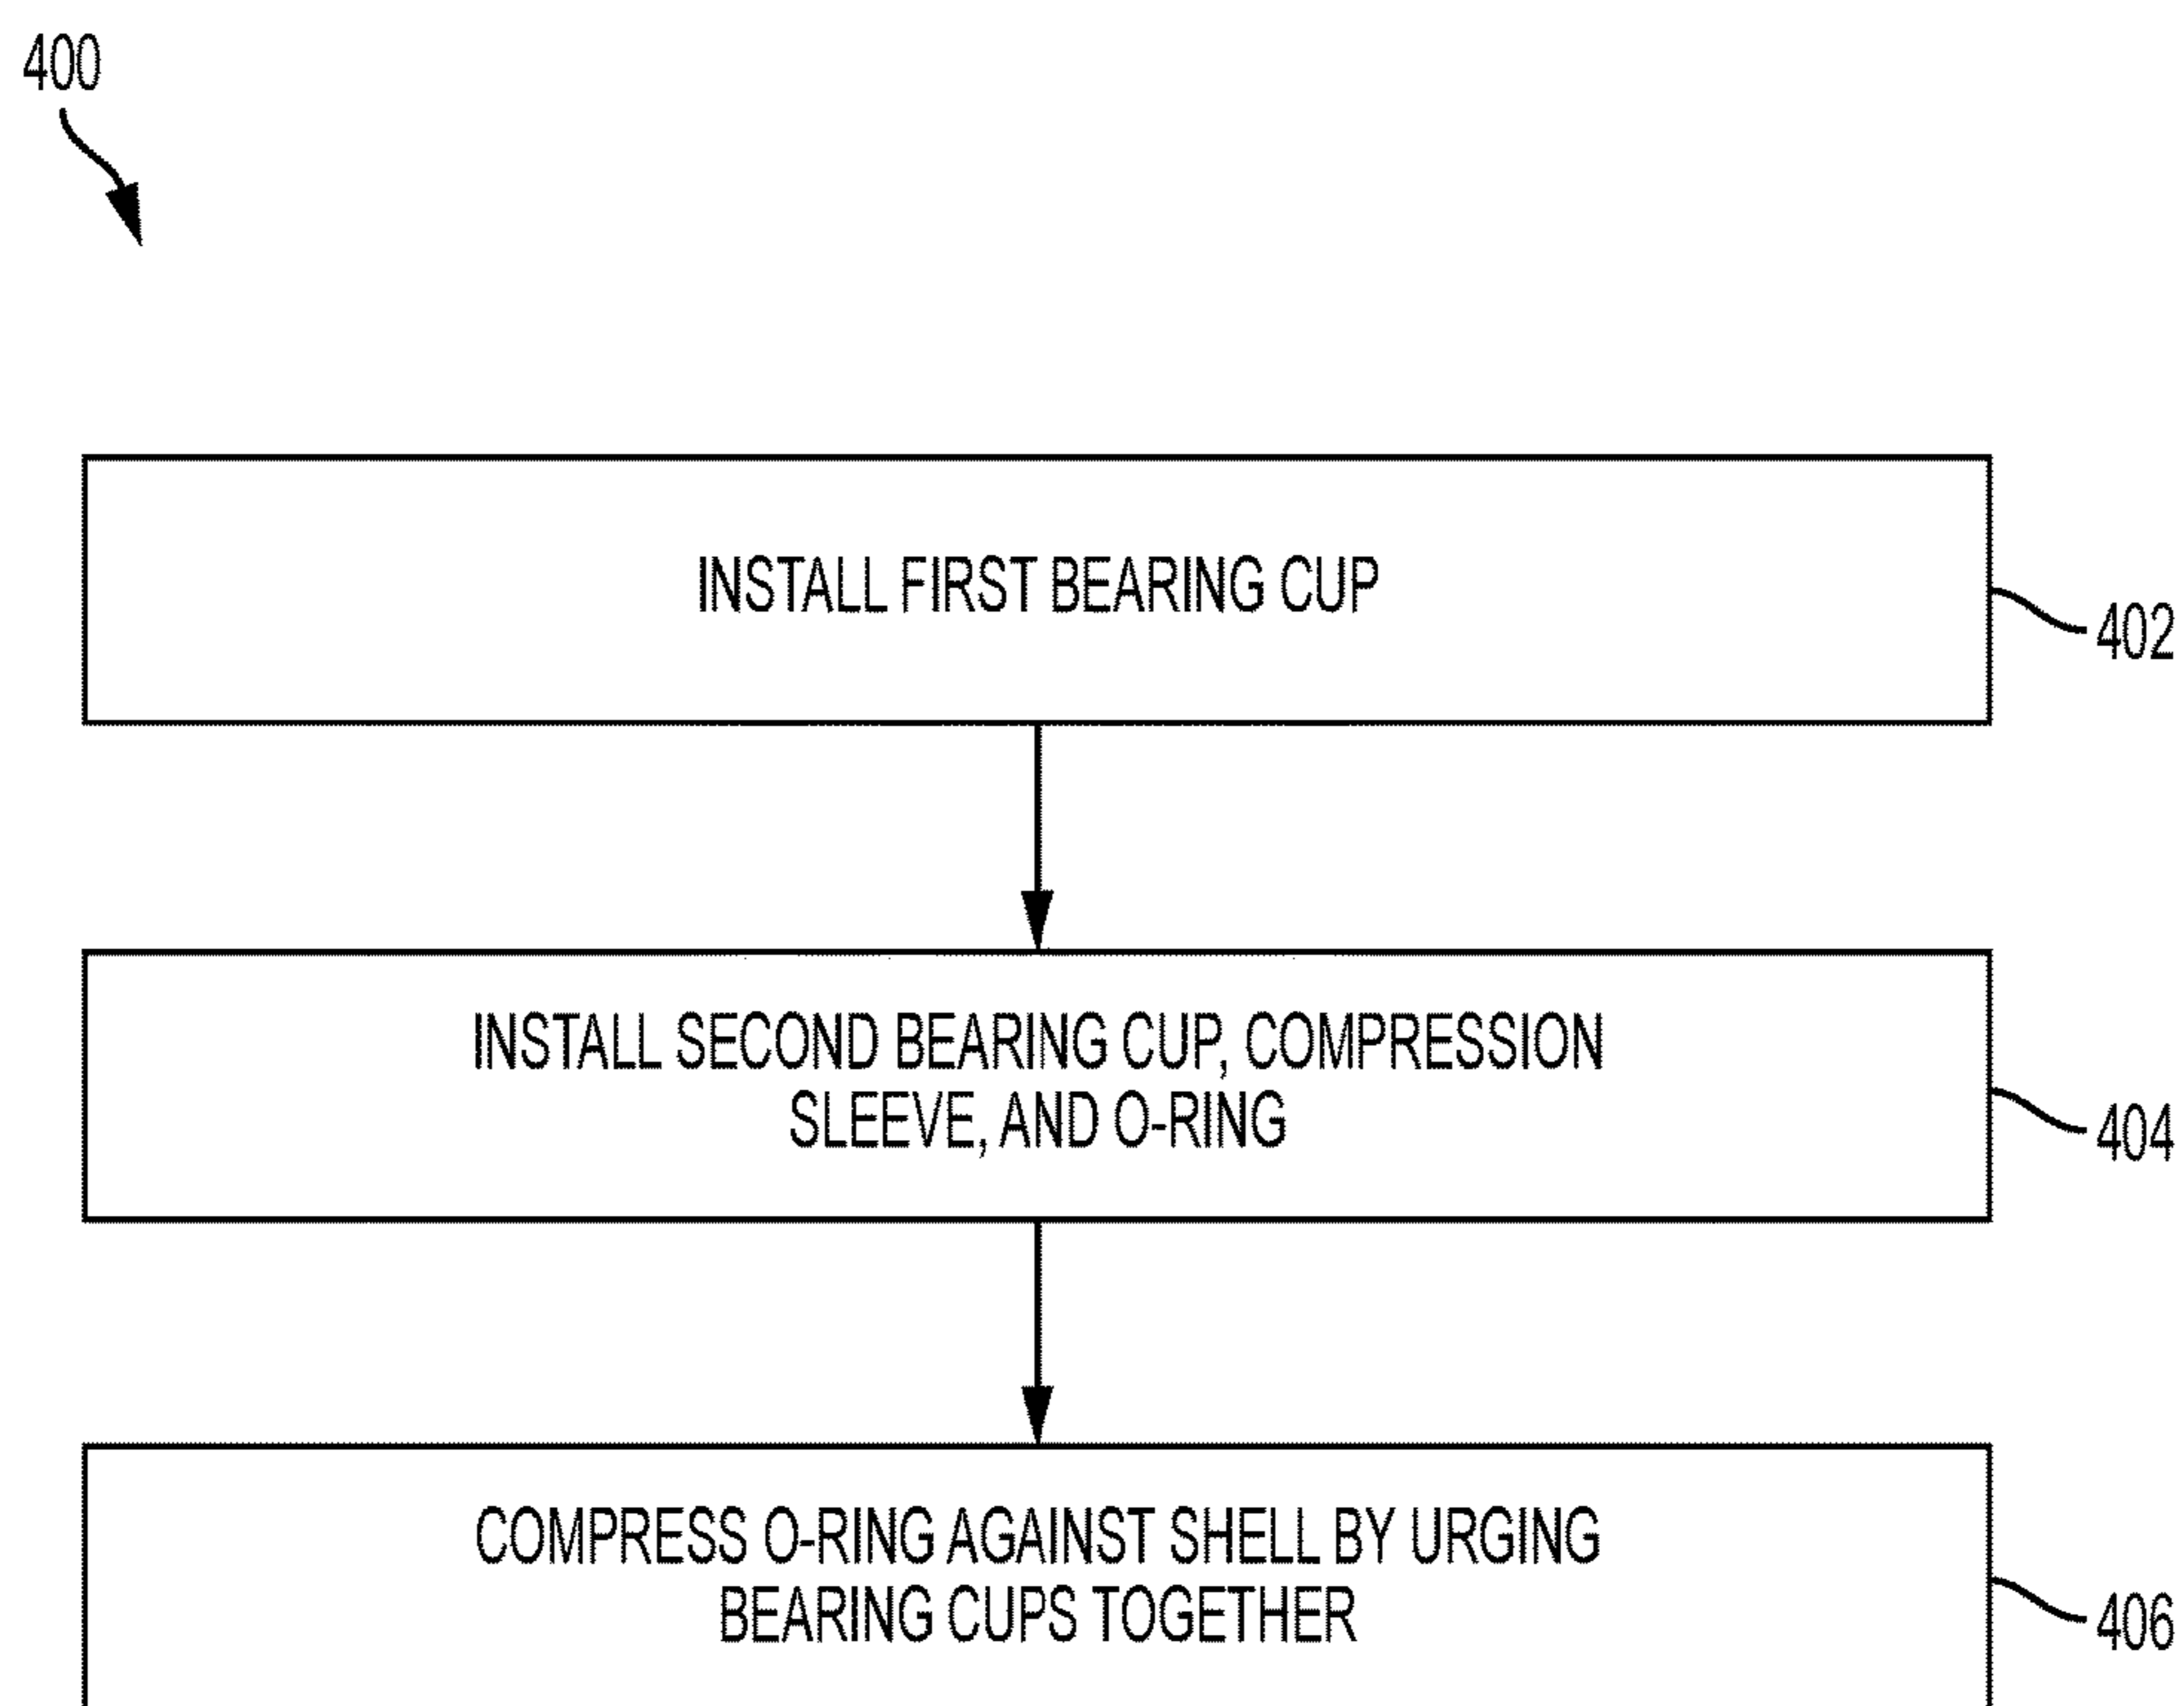 400
INSTALL FIRST BEARING CUP
402
INSTALL SECOND BEARING CUP, COMPRESSION
SLEEVE, AND O-RING
404
COMPRESS O-RING AGAINST SHELL BY URGING
BEARING CUPS TOGETHER
406